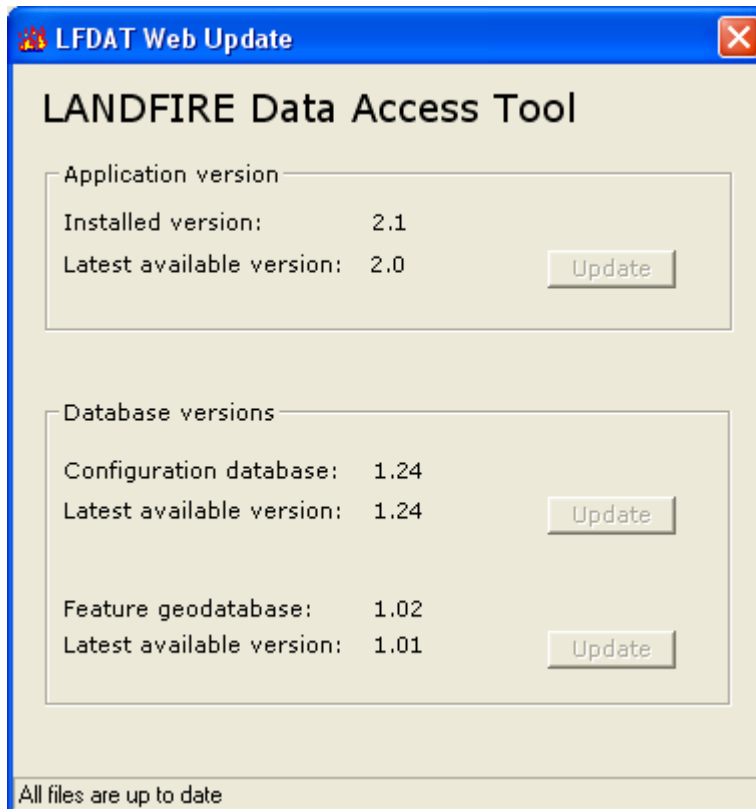 LFDAT Web Update
LANDFIRE Data Access Tool
Application version
Installed version: 2.1
Latest available version: 2.0 Update
Database versions
Configuration database: 1.24
Latest available version: 1.24 Update
Feature geodatabase: 1.02
Latest available version: 1.01 Update
All files are up to date